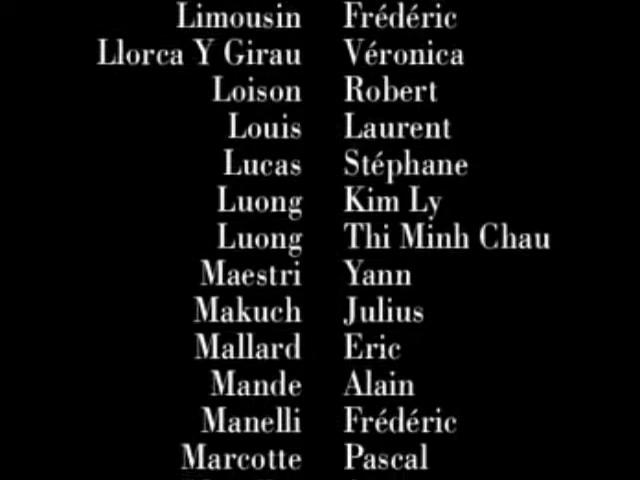 Limousin Frédéric
Llorca Y Girau Véronica
Loison Robert
Louis Laurent
Lucas Stéphane
Luong Kim Ly
Luong Thi Minh Chau
Maestri Yann
Makuch Julius
Mallard Eric
Mande Alain
Manelli Frédéric
Marcotte Pascal